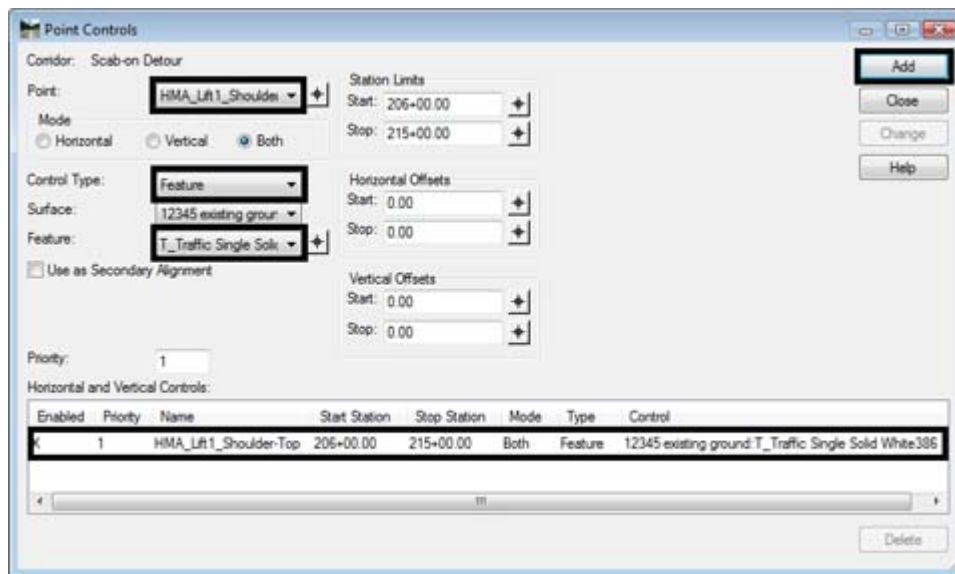 Point Controls
Corridor: Scab-on Detour
Point: HMA_Lift1_Shoulder
Mode
Horizontal Vertical Both
Control Type: Feature
Surface: 12345 existing grour
Feature: T_Traffic Single Solid
Use as Secondary Alignment
Priority: 1
Station Limits
Start: 206+00.00
Stop: 215+00.00
Horizontal Offsets
Start: 0.00
Stop: 0.00
Vertical Offsets
Start: 0.00
Stop: 0.00
Add
Close
Change
Help
Horizontal and Vertical Controls:
Enabled Priority Name Start Station Stop Station Mode Type Control
X 1 HMA_Lift1_Shoulder-Top 206+00.00 215+00.00 Both Feature 12345 existing ground:T_Traffic Single Solid White386
Delete